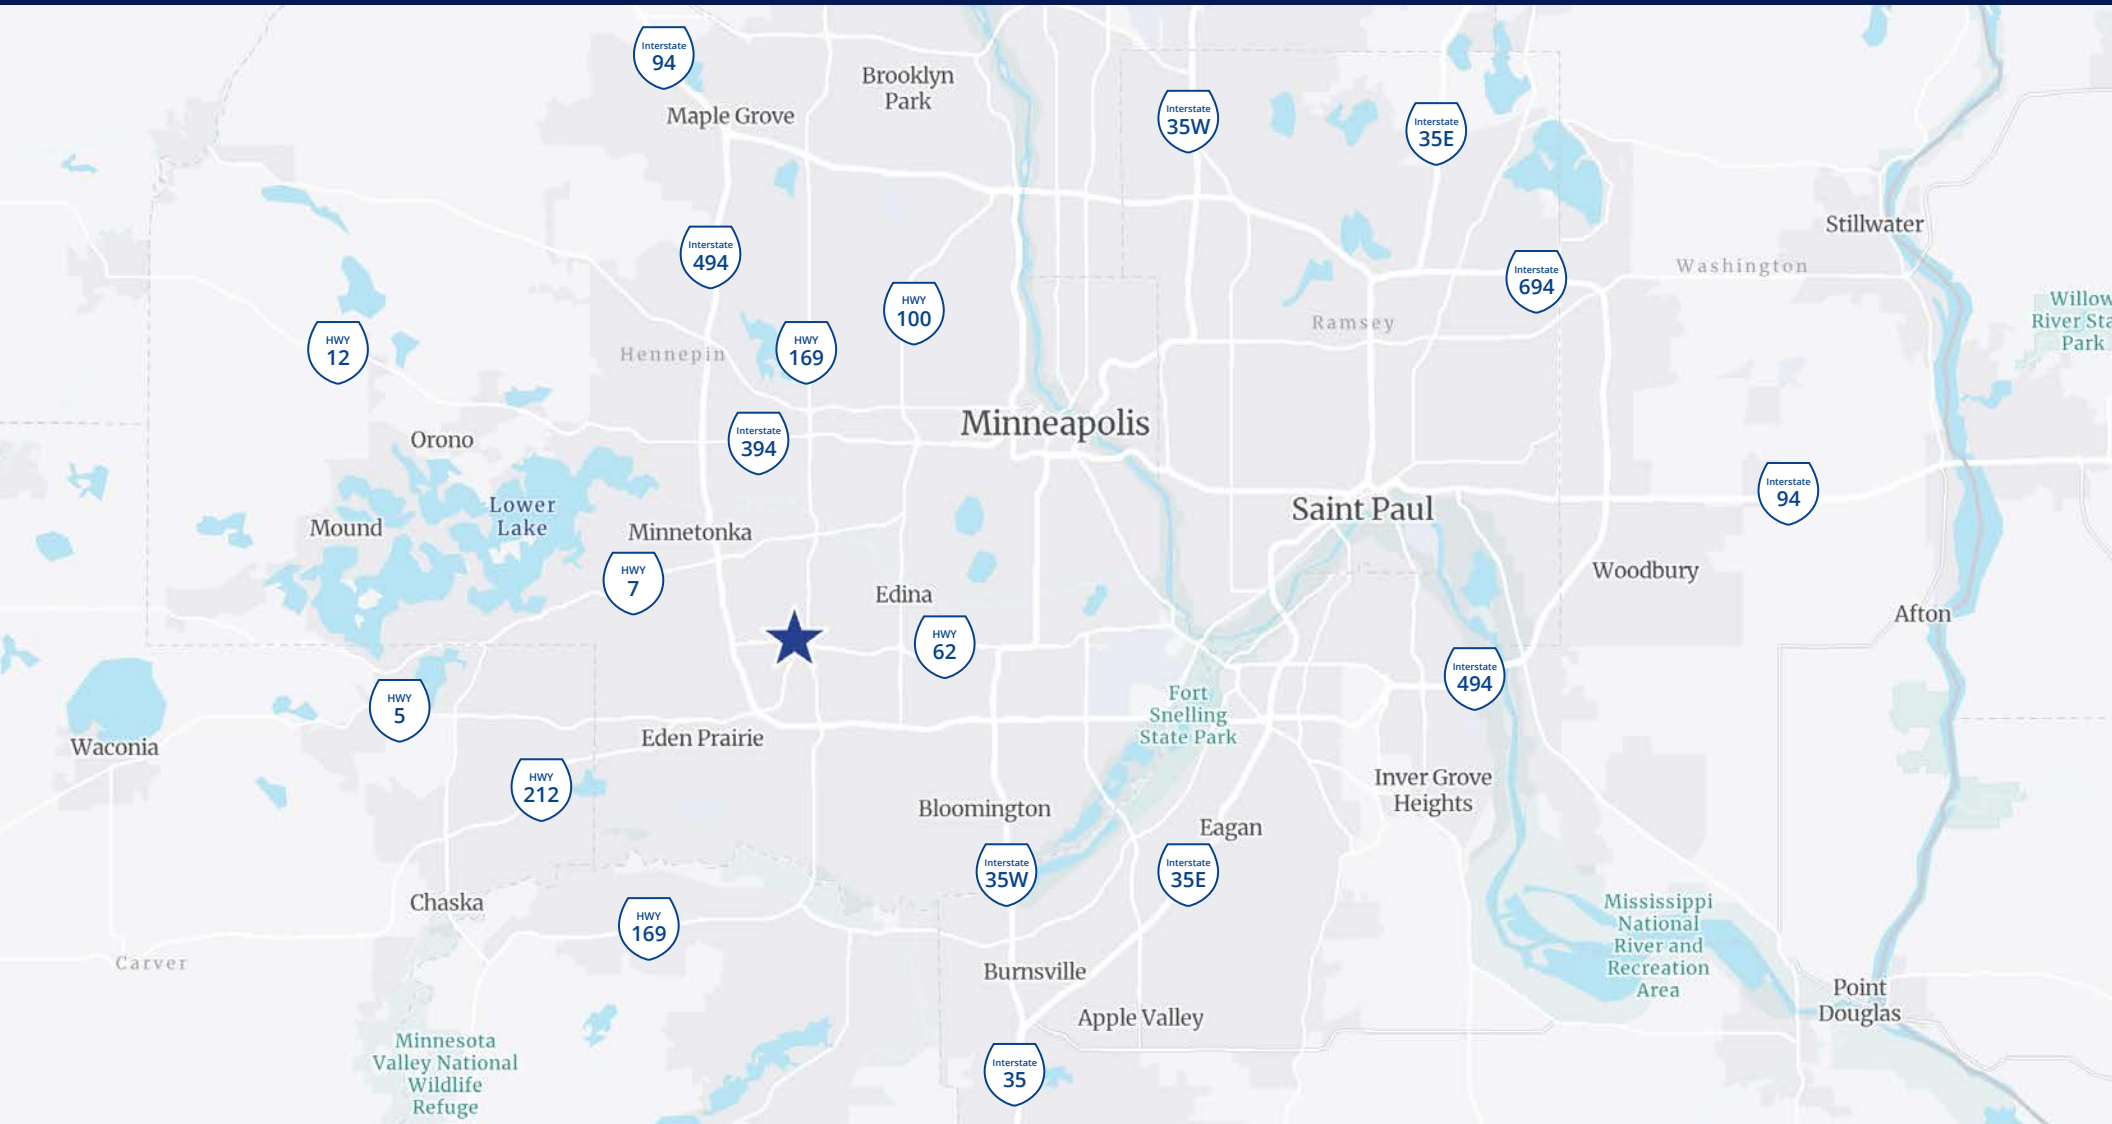 Interstate
94
Brooklyn
Park
Maple Grove
Interstate
35W
Interstate
35E
Stillwater
Interstate
494
Washington
Interstate
694
HWY
100
Willow
River Sta
Park
HWY
12
Hennepin
HWY
169
Ramsey
Orono
Interstate
394
Minneapolis
Interstate
94
Lower
Lake
Mound
Minnetonka
Saint Paul
HWY
7
Woodbury
Edina
Afton
HWY
62
Interstate
494
HWY
5
Fort
Snelling
State Park
Waconia
Eden Prairie
HWY
212
Inver Grove
Heights
Bloomington
Eagan
Interstate
35W
Interstate
35E
Chaska
HWY
169
Mississippi
National
River and
Recreation
Area
Carver
Burnsville
Point
Douglas
Apple Valley
Minnesota
Valley National
Wildlife
Refuge
Interstate
35